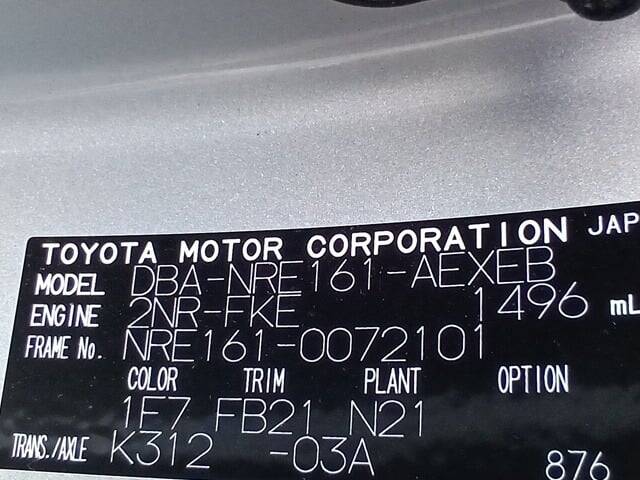 TOYOTA MOTOR CORPORATION JAP
MODEL DBA-NRE161-AEXEB
ENGINE 2NR-FKE 1496 mL
FRAME No. NRE161-0072101
COLOR TRIM PLANT OPTION
1E7 FB21 N21
TRANS./AXLE K312 -03A
876